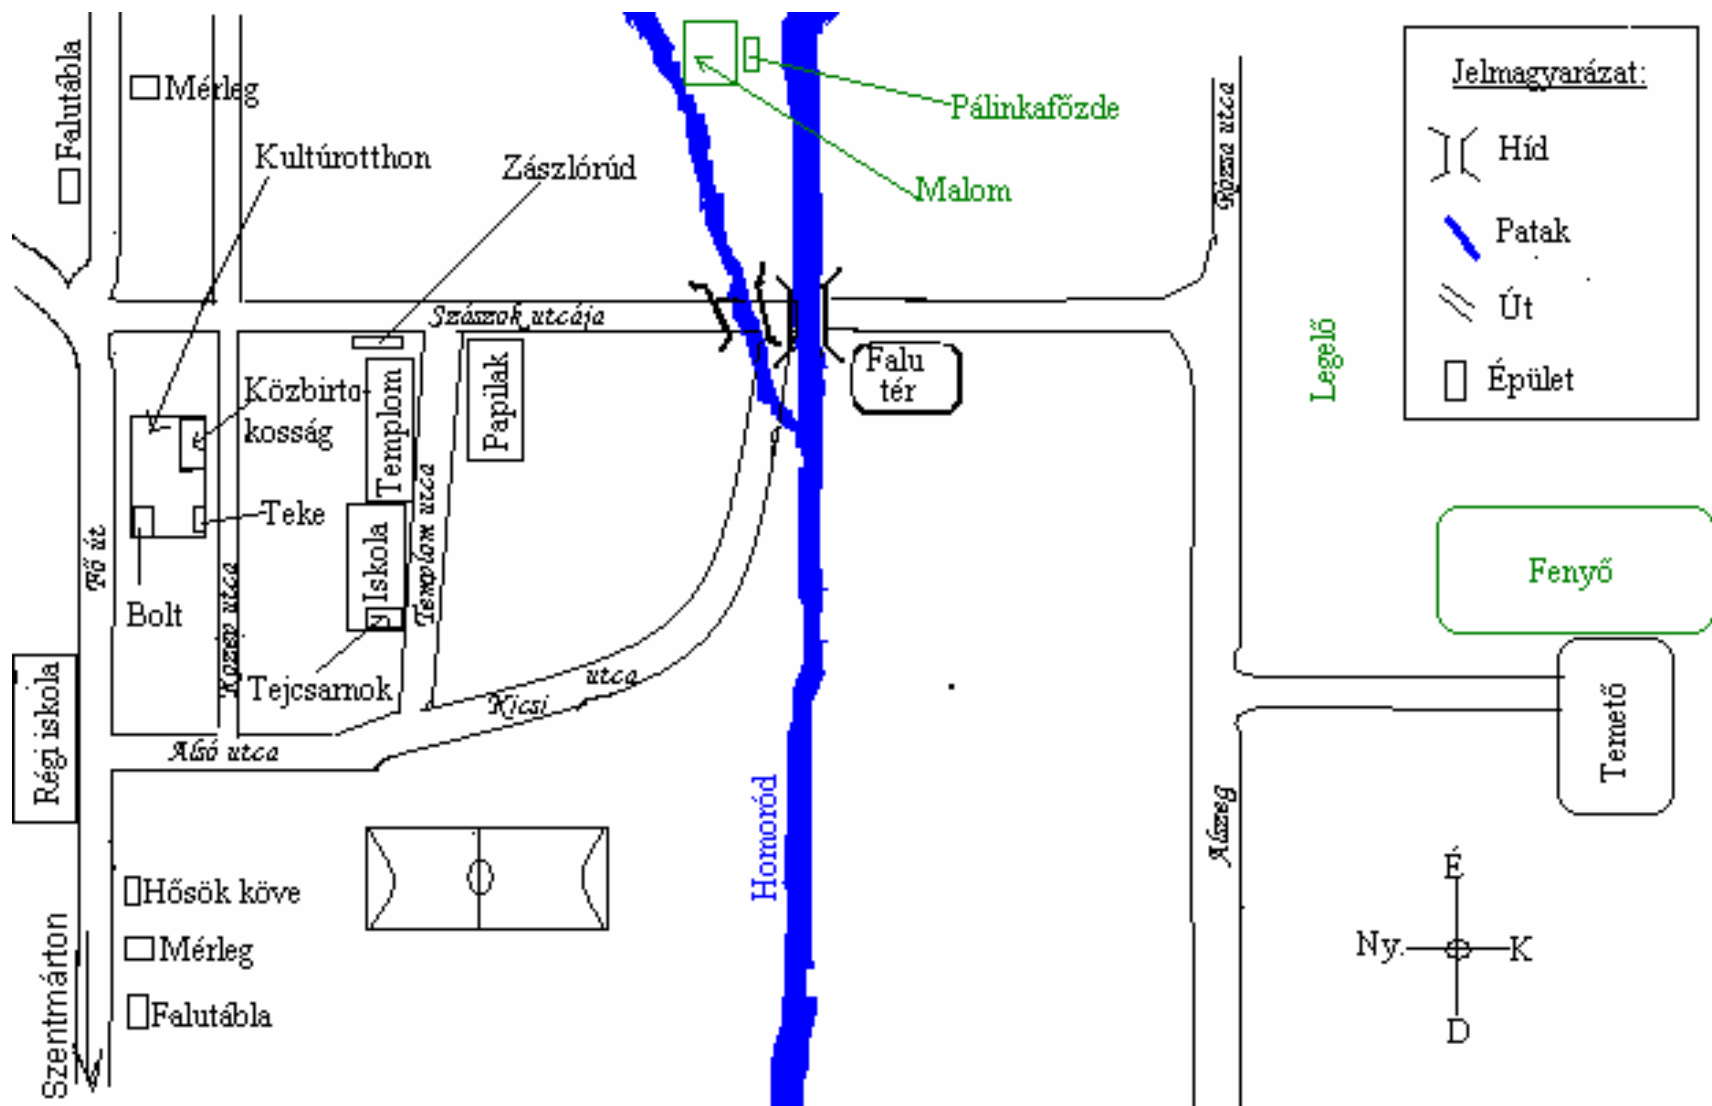 Falutábla
Mérleg
Kultúrotthon
Zászlórúd
Pálinkafőzde
Malom
Rózsa utca
Jelmagyarázat:
Híd
Patak
Út
Épület
Szászok utcája
Falu
tér
Legelő
Közbirto
kosság
Templom
Papilak
Templom utca
Teke
Iskola
Fő út
Bolt
Közép utca
Tejcsarnok
Régi iskola
Alsó utca
Kicsi utca
Fenyő
Temető
Homoród
Alszeg
Hősök köve
Mérleg
Falutábla
Szentmárton
É
Ny.
K
D